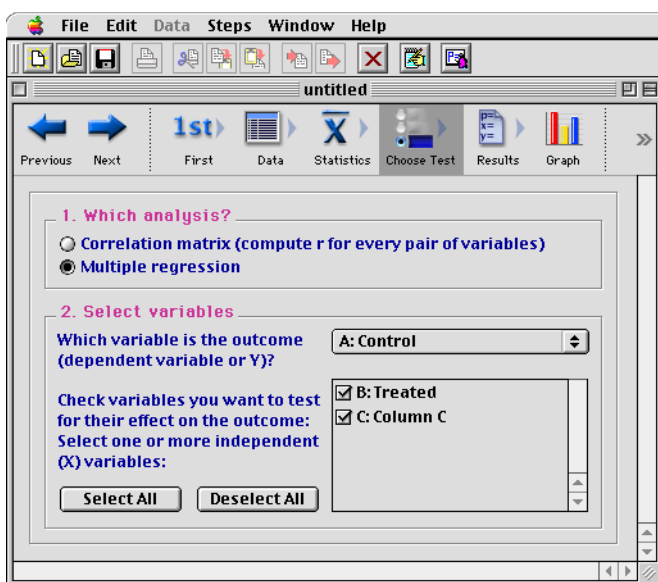 File Edit Data Steps Window Help
untitled
Previous Next 1st First Data X Statistics Choose Test p= x= y= Results Graph »
1. Which analysis?
Correlation matrix (compute r for every pair of variables)
Multiple regression
2. Select variables
Which variable is the outcome
(dependent variable or Y)?
A: Control
Check variables you want to test
for their effect on the outcome:
Select one or more independent
(X) variables:
B: Treated
C: Column C
Select All Deselect All